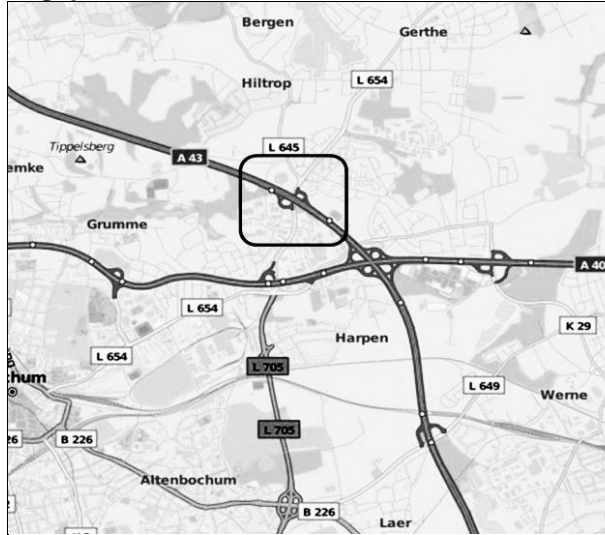 Bergen
Gerthe
Hiltrop
L 654
Tippelsberg
L 645
A 43
emke
Grumme
A 40
L 654
K 29
Harpen
L 654
L 705
chum
L 649
Werne
L 705
26
B 226
Altenbochum
B 226
Laer